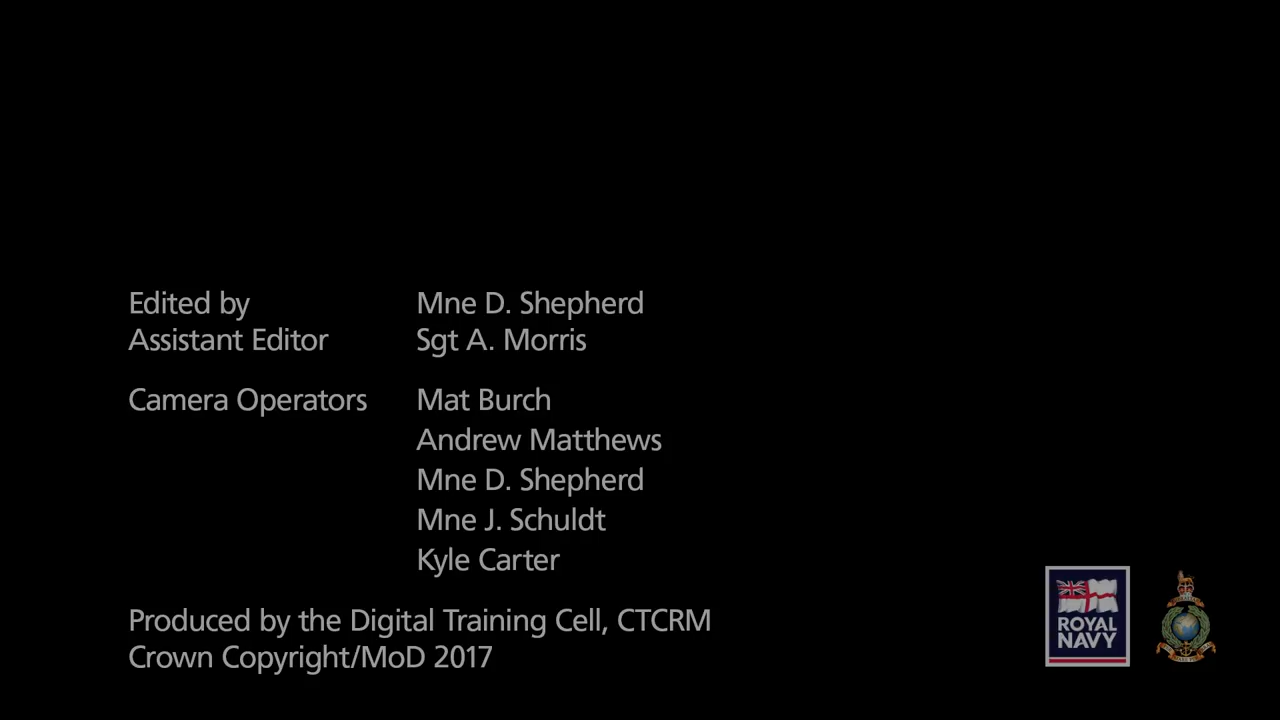 Edited by Mne D. Shepherd
Assistant Editor Sgt A. Morris
Camera Operators Mat Burch
Andrew Matthews
Mne D. Shepherd
Mne J. Schuldt
Kyle Carter
Produced by the Digital Training Cell, CTCRM
Crown Copyright/MoD 2017
ROYAL
NAVY